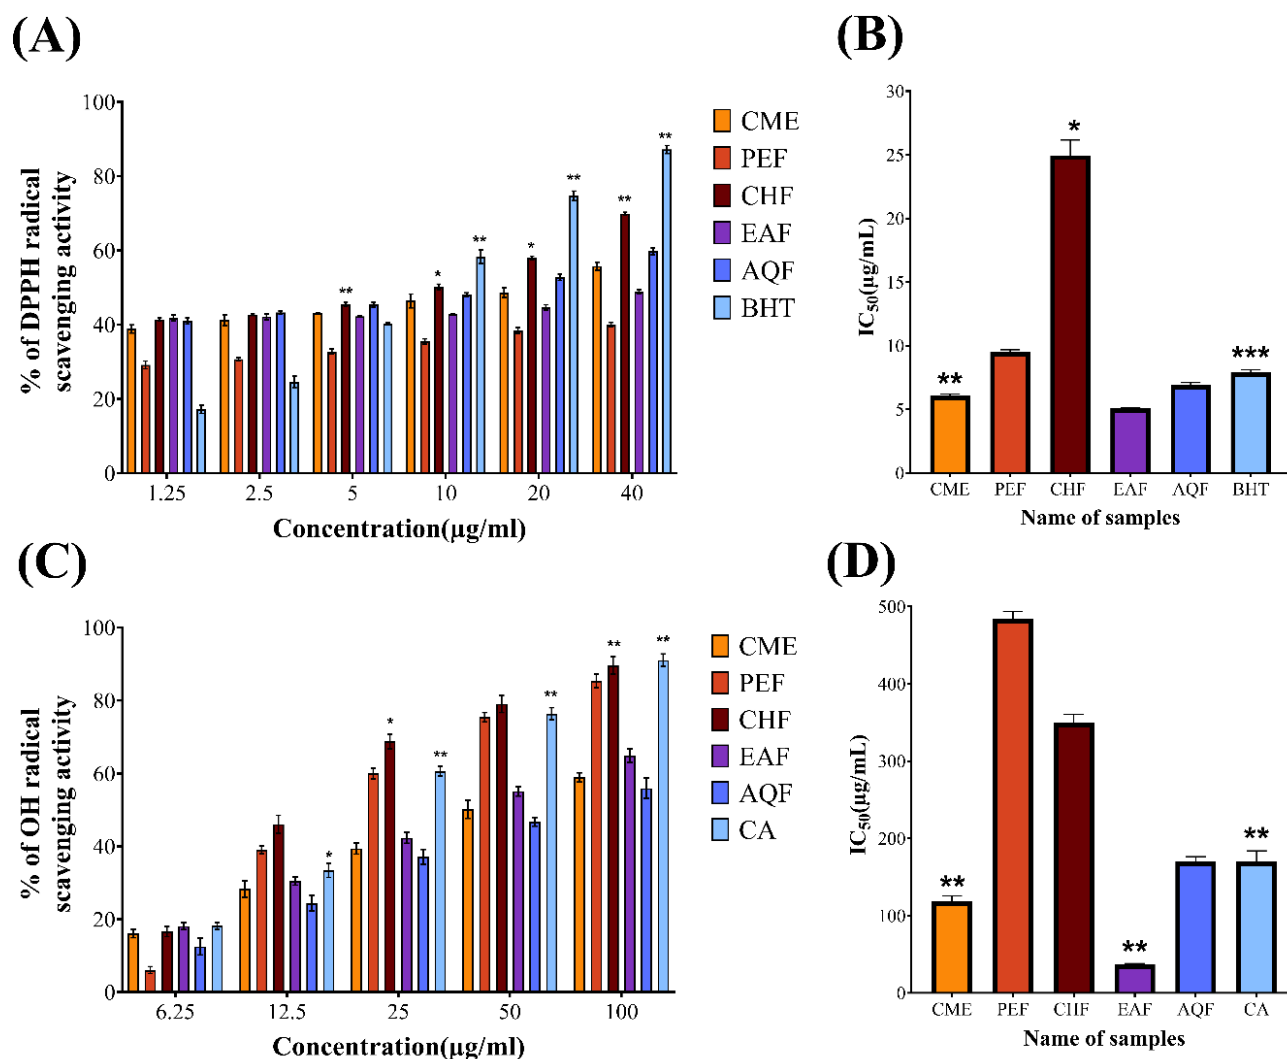 (A)
% of DPPH radical
scavenging activity
100
80
60
40
20
0
** * ** * ** ** ** **
1.25 2.5 5 10 20 40
Concentration(μg/ml)
CME
PEF
CHF
EAF
AQF
BHT
(B)
IC50(μg/mL)
30
25
20
15
10
5
0
** * ***
CME PEF CHF EAF AQF BHT
Name of samples
(C)
% of OH radical
scavenging activity
100
80
60
40
20
0
* * ** ** ** **
6.25 12.5 25 50 100
Concentration(μg/ml)
CME
PEF
CHF
EAF
AQF
CA
(D)
IC50(μg/mL)
500
400
300
200
100
0
** ** **
CME PEF CHF EAF AQF CA
Name of samples